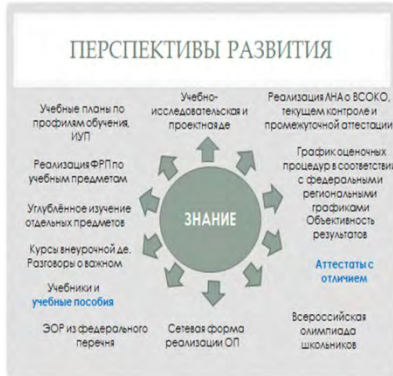 ПЕРСПЕКТИВЫ РАЗВИТИЯ
Учебные планы по
профилям обучения,
ИУП
Реализация ФРП по
учебным предметам
Углублённое изучение
отдельных предметов
Курсы внеурочной де.
Разговоры о важном
Учебники и
учебные пособия
ЭОР из федерального
перечня
Учебно-
исследовательская и
проектная де
ЗНАНИЕ
Сетевая форма
реализации ОП
Реализация ЛНА о ВСОКО,
текущем контроле и
промежуточной аттестации
График оценочных
процедур в соответстви
с федеральными
региональными
графиками
Объективность
результатов
Аттестаты с
отличием
Всероссийская
олимпиада
школьников